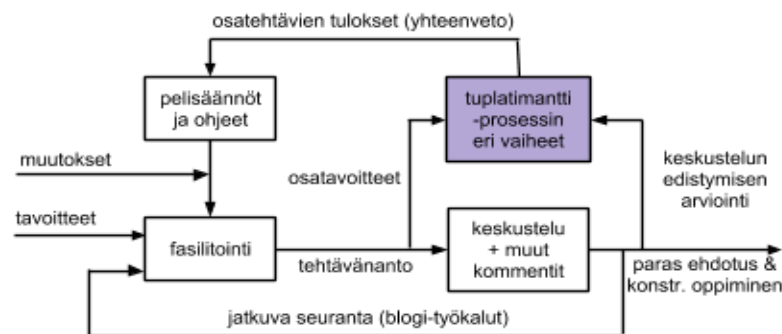 osatehtävien tulokset (yhteenveto)
pelisäännöt
ja ohjeet
tuplatimantti
-prosessin
eri vaiheet
muutokset
osatavoitteet
keskustelun
edistymisen
arviointi
tavoitteet
fasilitointi
tehtävänanto
keskustelu
+ muut
kommentit
paras ehdotus &
konstr. oppiminen
jatkuva seuranta (blogi-työkalut)